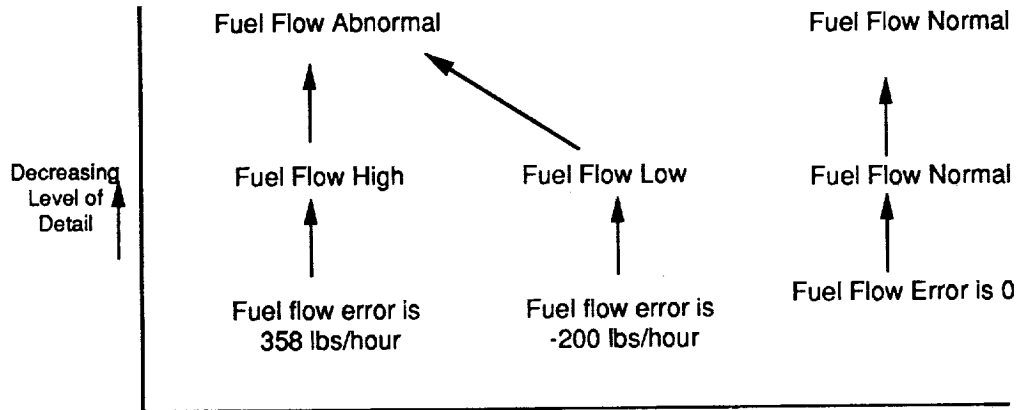 Fuel Flow Abnormal
Fuel Flow Normal
Decreasing
Level of
Detail
Fuel Flow High
Fuel Flow Low
Fuel Flow Normal
Fuel flow error is
358 lbs/hour
Fuel flow error is
-200 lbs/hour
Fuel Flow Error is 0